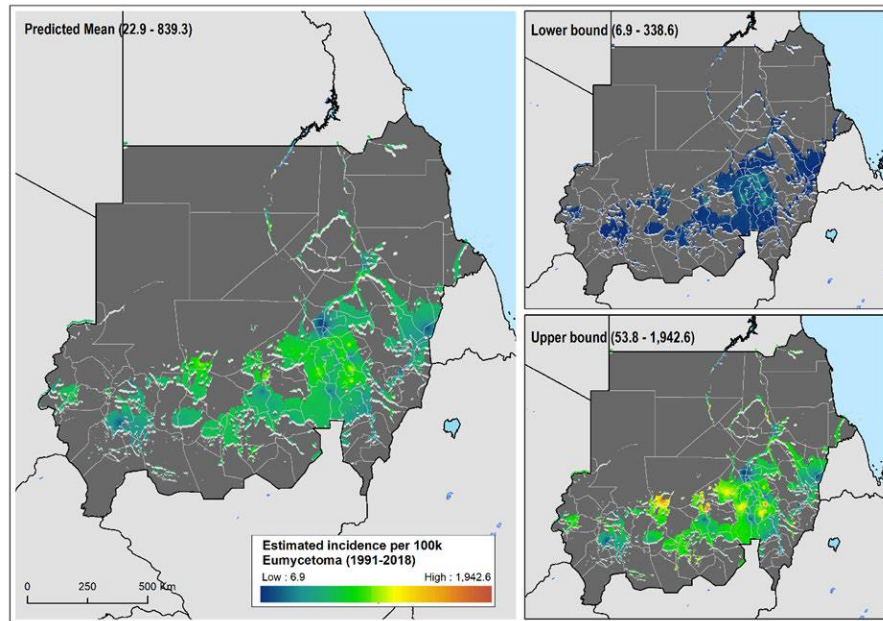 Predicted Mean (22.9 - 839.3)
Lower bound (6.9 - 338.6)
Upper bound (53.8 - 1,942.6)
Estimated incidence per 100k
Eumycetoma (1991-2018)
Low : 6.9 High : 1,942.6
0 250 500 Km